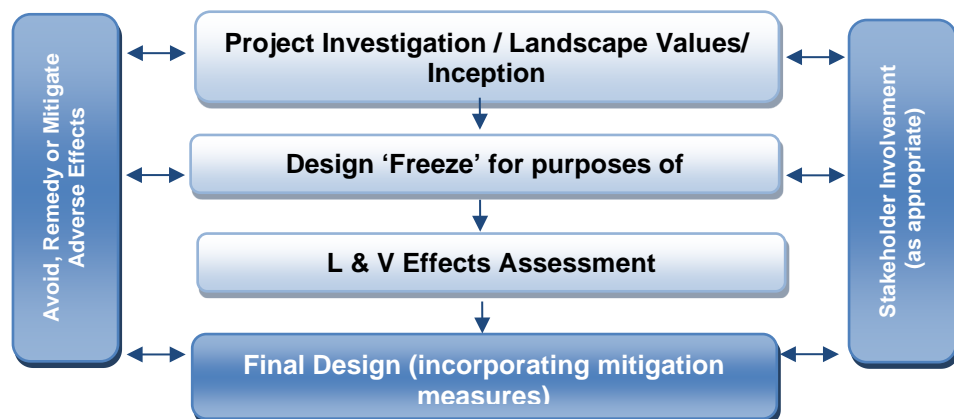 Avoid, Remedy or Mitigate
Adverse Effects
Project Investigation / Landscape Values/
Inception
Design ‘Freeze’ for purposes of
L & V Effects Assessment
Final Design (incorporating mitigation
measures)
Stakeholder Involvement
(as appropriate)